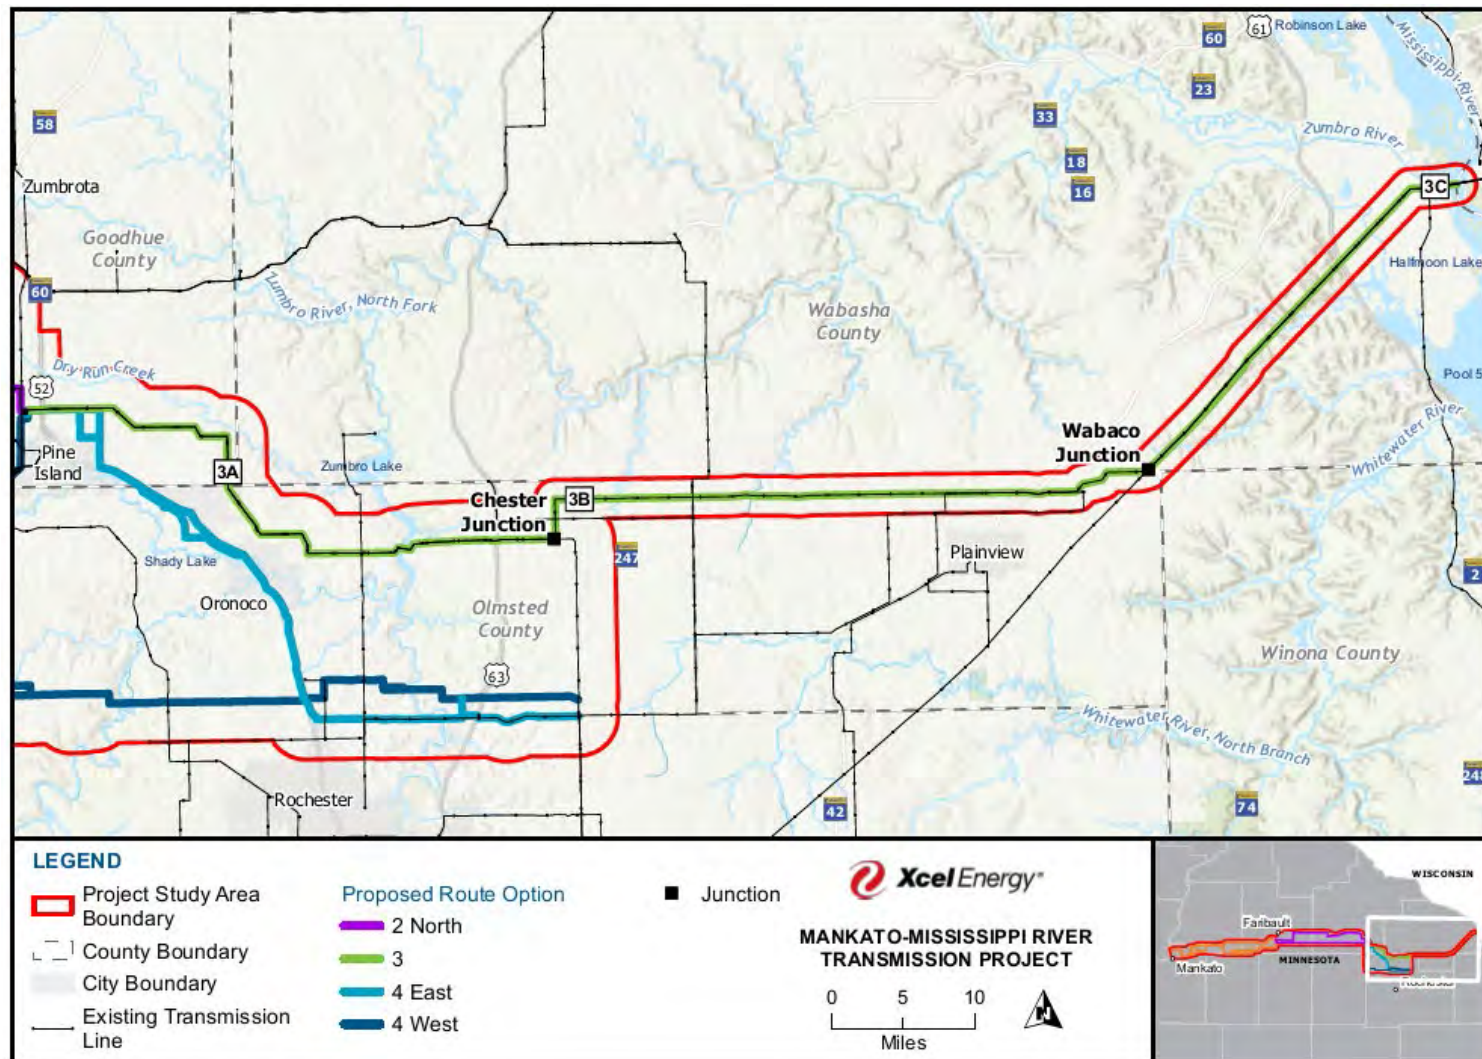 61
Robinson Lake
60
Mississippi River
23
58
33
Zumbro River
18
16
Zumbrota
3C
Goodhue
County
Halfmoon Lake
60
Zumbro River, North Fork
Wabasha
County
Dry Run Creek
52
Pool 5
Wabaco
Junction
Whitewater River
Pine
Island
3A
Zumbro Lake
Chester
Junction
3B
Shady Lake
247
Plainview
2
Oronoco
Olmsted
County
Winona County
63
Whitewater River, North Branch
Rochester
42
74
248
LEGEND
Project Study Area
Boundary
County Boundary
City Boundary
Existing Transmission
Line
Proposed Route Option
2 North
3
4 East
4 West
Junction
Xcel Energy
MANKATO-MISSISSIPPI RIVER
TRANSMISSION PROJECT
0 5 10
Miles
N
WISCONSIN
Faribault
Mankato
MINNESOTA
Rochester